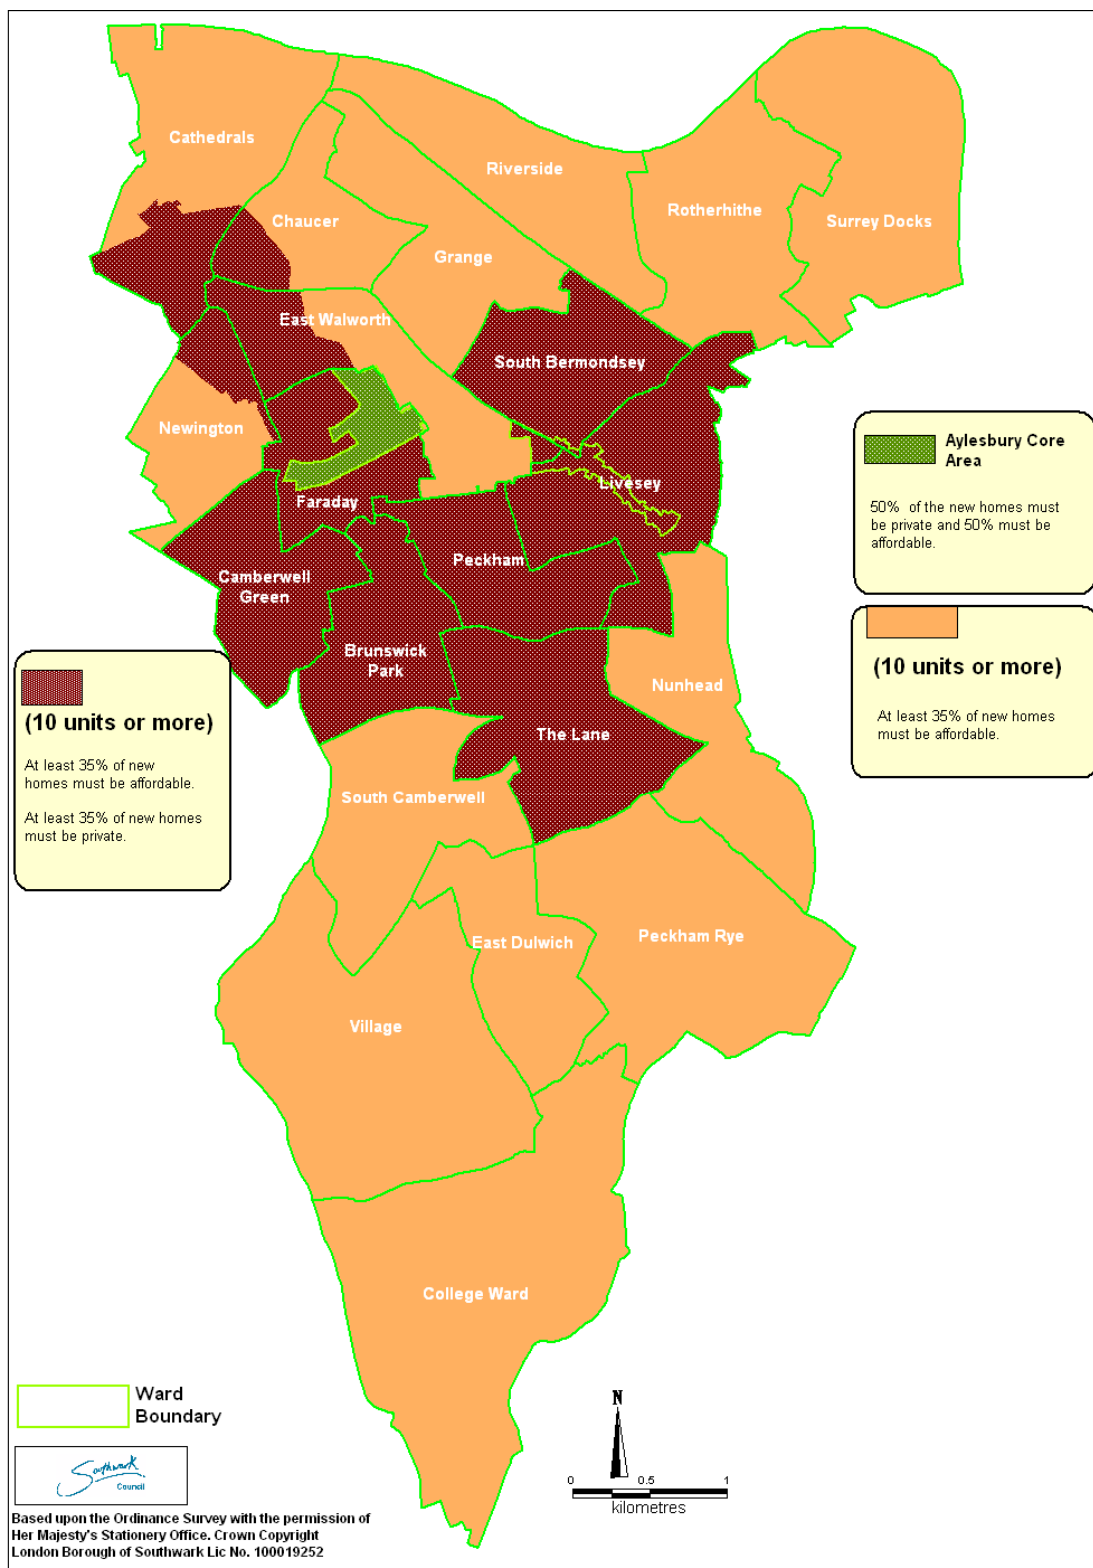 Cathedrals
Riverside
Rotherhithe
Chaucer
Surrey Docks
Grange
East Walworth
South Bermondsey
Newington
Livesey
Faraday
Peckham
Camberwell
Green
Brunswick
Park
Nunhead
The Lane
South Camberwell
East Dulwich
Peckham Rye
Village
College Ward
Aylesbury Core
Area
50% of the new homes must
be private and 50% must be
affordable.
(10 units or more)
At least 35% of new homes
must be affordable.
(10 units or more)
At least 35% of new
homes must be affordable.
At least 35% of new homes
must be private.
Ward
Boundary
Southwark
Council
N
0 0.5 1
kilometres
Based upon the Ordinance Survey with the permission of
Her Majesty's Stationery Office. Crown Copyright
London Borough of Southwark Lic No. 100019252